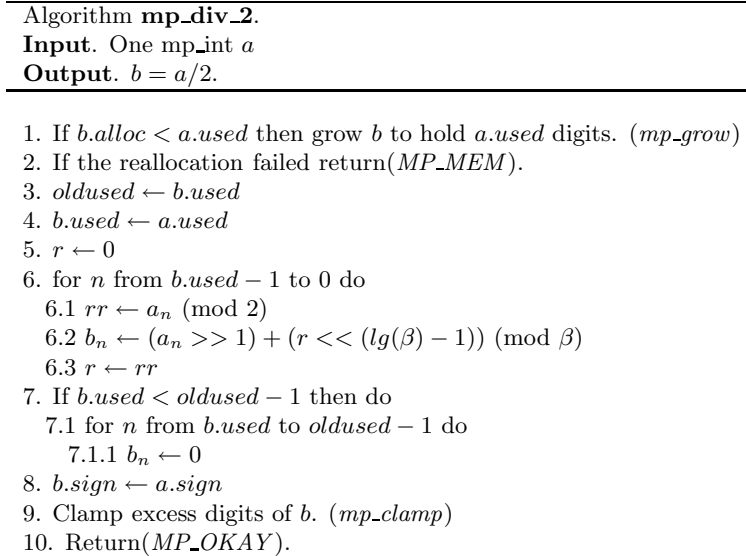 Algorithm mp_div_2.
Input. One mp_int a
Output. b = a/2.
1. If b.alloc < a.used then grow b to hold a.used digits. (mp_grow)
2. If the reallocation failed return(MP_MEM).
3. oldused ← b.used
4. b.used ← a.used
5. r ← 0
6. for n from b.used − 1 to 0 do
6.1 rr ← aₙ (mod 2)
6.2 bₙ ← (aₙ >> 1) + (r << (lg(β) − 1)) (mod β)
6.3 r ← rr
7. If b.used < oldused − 1 then do
7.1 for n from b.used to oldused − 1 do
7.1.1 bₙ ← 0
8. b.sign ← a.sign
9. Clamp excess digits of b. (mp_clamp)
10. Return(MP_OKAY).